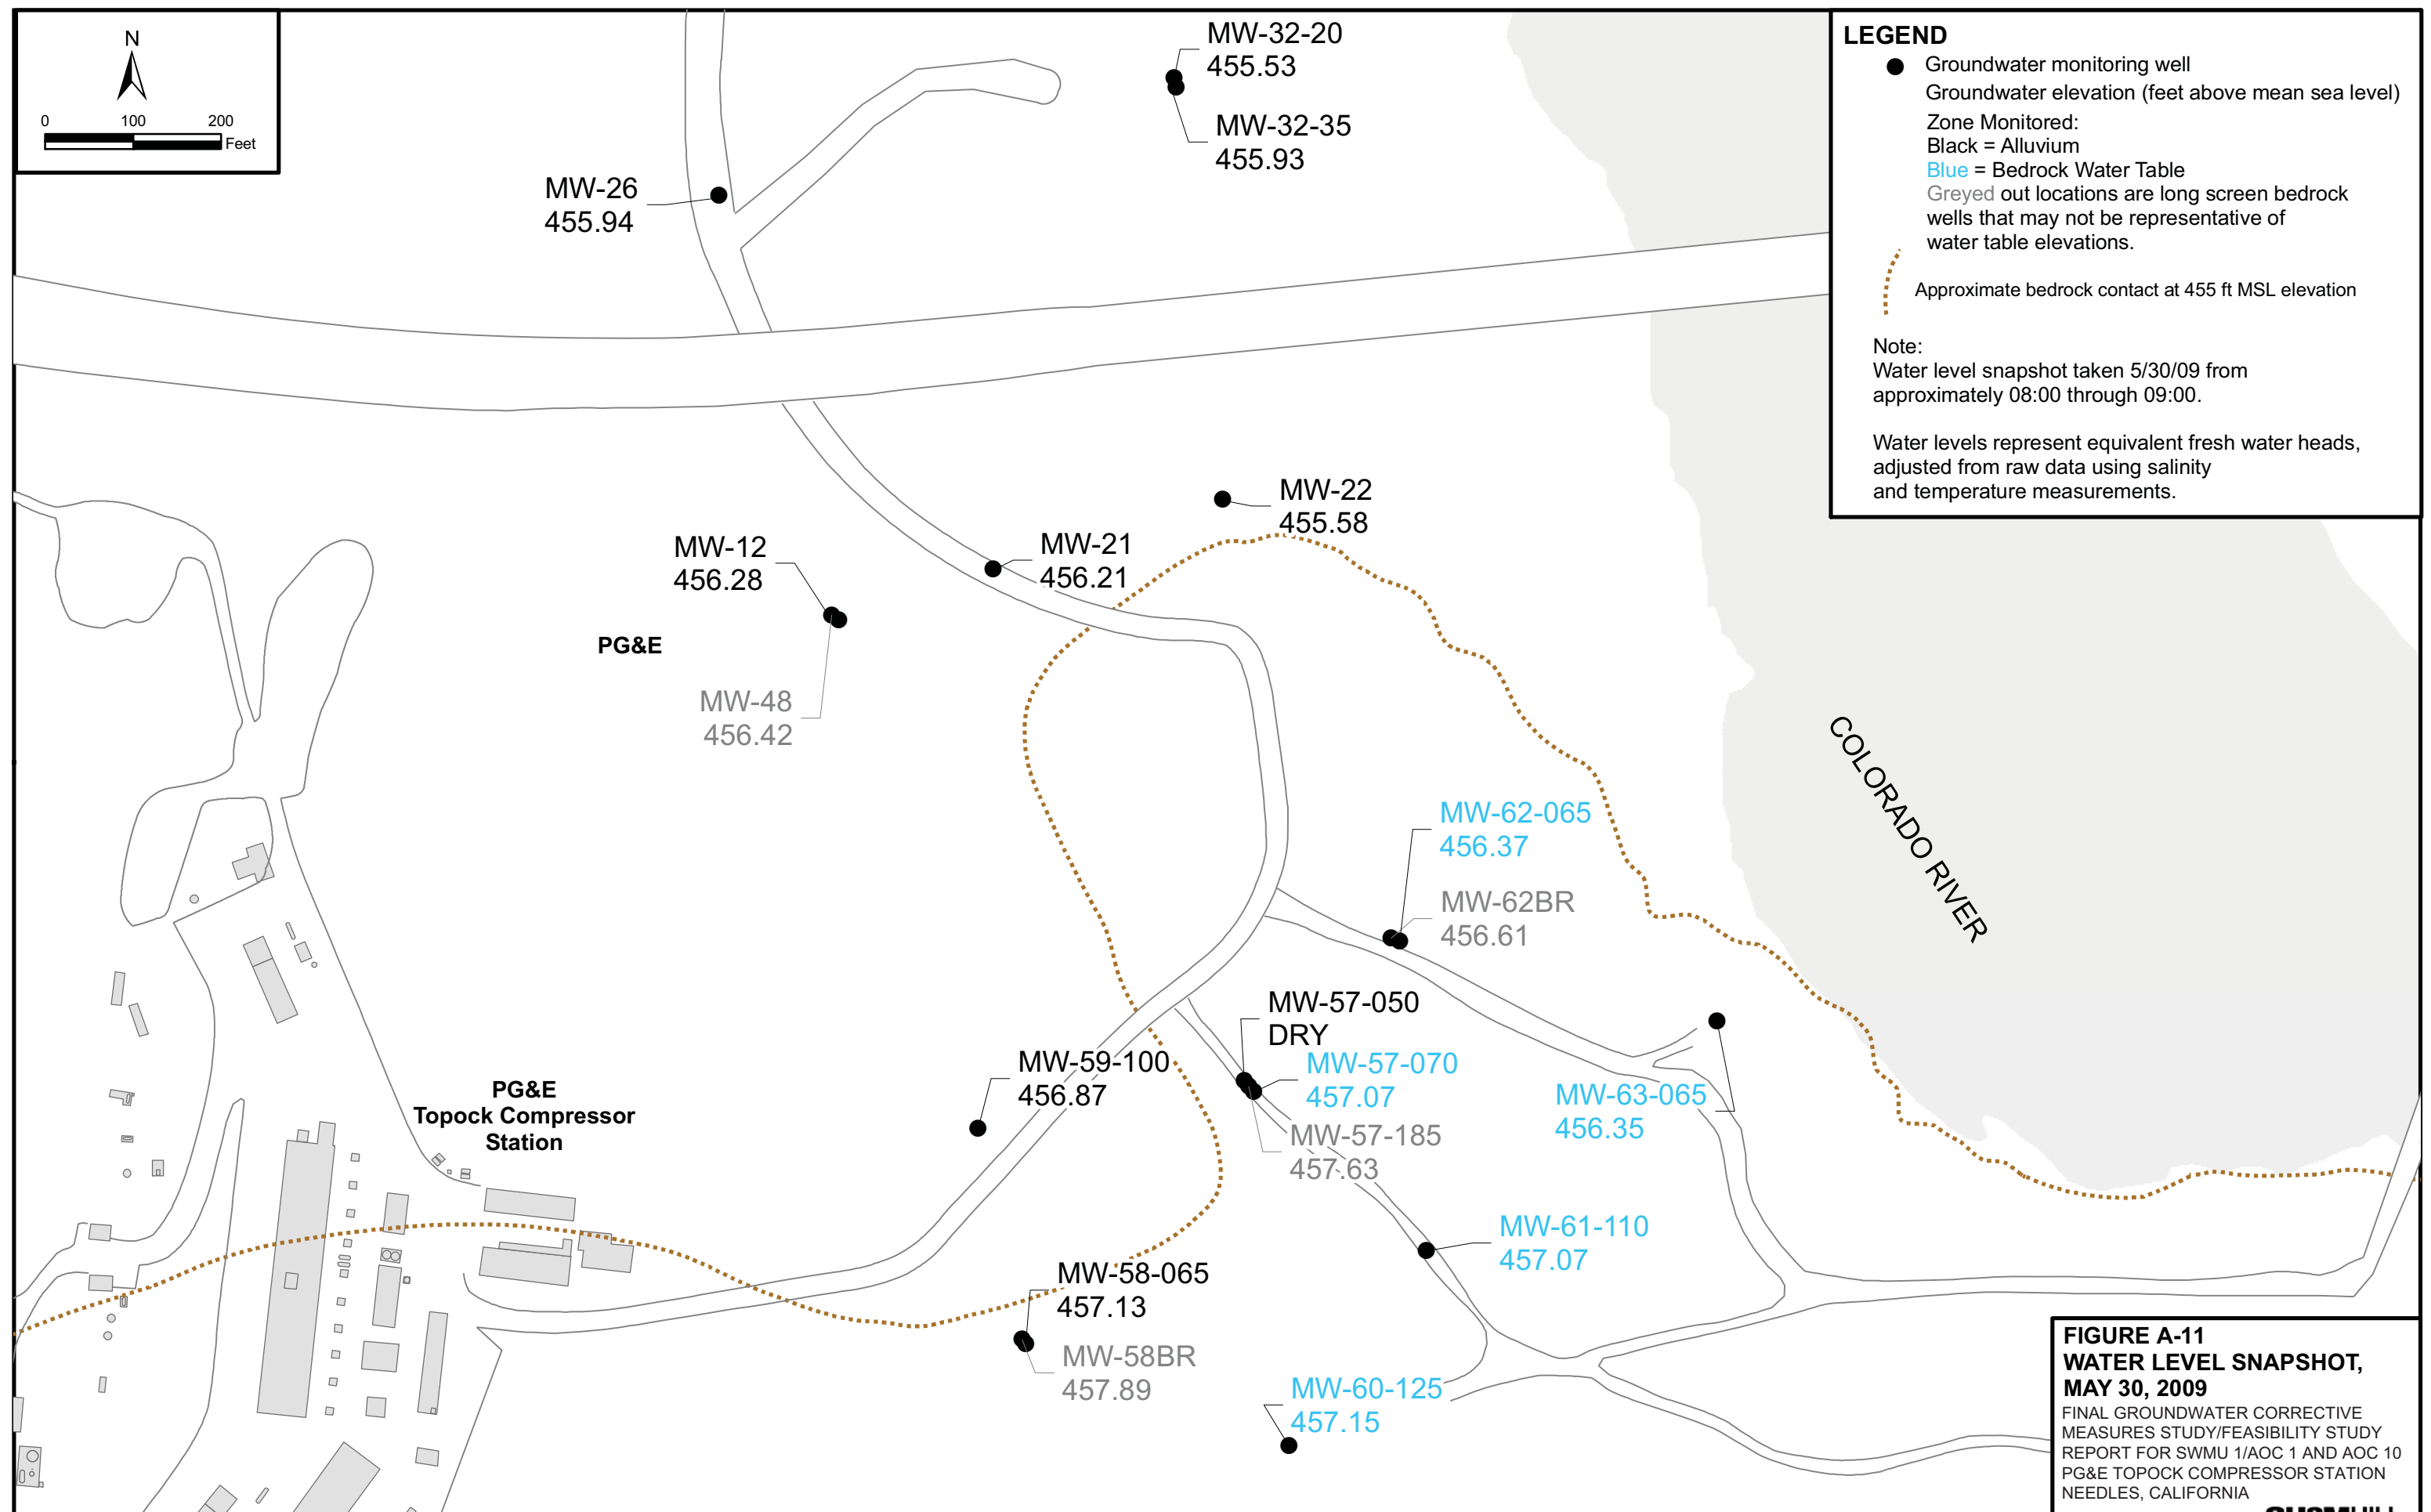 N
0 100 200
Feet
MW-32-20
455.53
MW-32-35
455.93
MW-26
455.94
LEGEND
Groundwater monitoring well
Groundwater elevation (feet above mean sea level)
Zone Monitored:
Black = Alluvium
Blue = Bedrock Water Table
Greyed out locations are long screen bedrock
wells that may not be representative of
water table elevations.
Approximate bedrock contact at 455 ft MSL elevation
Note:
Water level snapshot taken 5/30/09 from
approximately 08:00 through 09:00.
Water levels represent equivalent fresh water heads,
adjusted from raw data using salinity
and temperature measurements.
MW-22
455.58
MW-12
456.28
MW-21
456.21
PG&E
MW-48
456.42
COLORADO RIVER
MW-62-065
456.37
MW-62BR
456.61
MW-57-050
DRY
MW-57-070
457.07
MW-57-185
457.63
MW-59-100
456.87
MW-63-065
456.35
PG&E
Topock Compressor
Station
MW-61-110
457.07
MW-58-065
457.13
MW-58BR
457.89
MW-60-125
457.15
FIGURE A-11
WATER LEVEL SNAPSHOT,
MAY 30, 2009
FINAL GROUNDWATER CORRECTIVE
MEASURES STUDY/FEASIBILITY STUDY
REPORT FOR SWMU 1/AOC 1 AND AOC 10
PG&E TOPOCK COMPRESSOR STATION
NEEDLES, CALIFORNIA